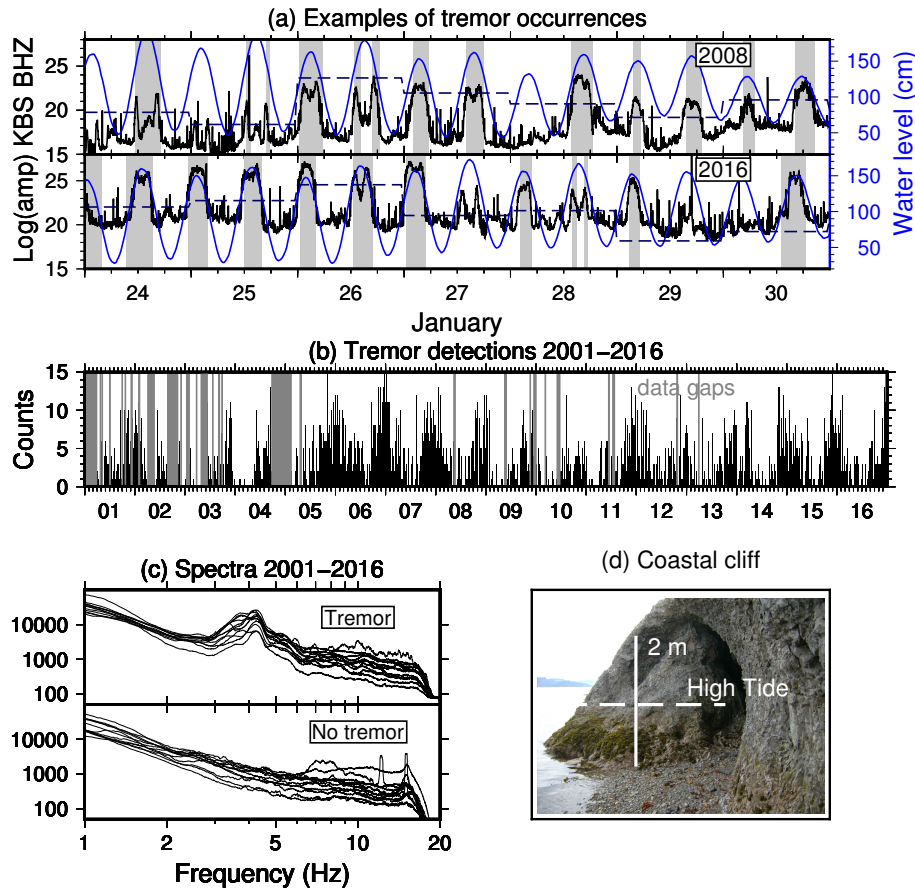 (a) Examples of tremor occurrences
Log(amp) KBS BHZ
25
20
15
2008
150
100
50
Water level (cm)
25
20
15
2016
150
100
50
24 25 26 27 28 29 30
January
(b) Tremor detections 2001−2016
Counts
15
10
5
0
data gaps
01 02 03 04 05 06 07 08 09 10 11 12 13 14 15 16
(c) Spectra 2001−2016
10000
1000
100
Tremor
10000
1000
100
No tremor
1 2 5 10 20
Frequency (Hz)
(d) Coastal cliff
2 m
High Tide